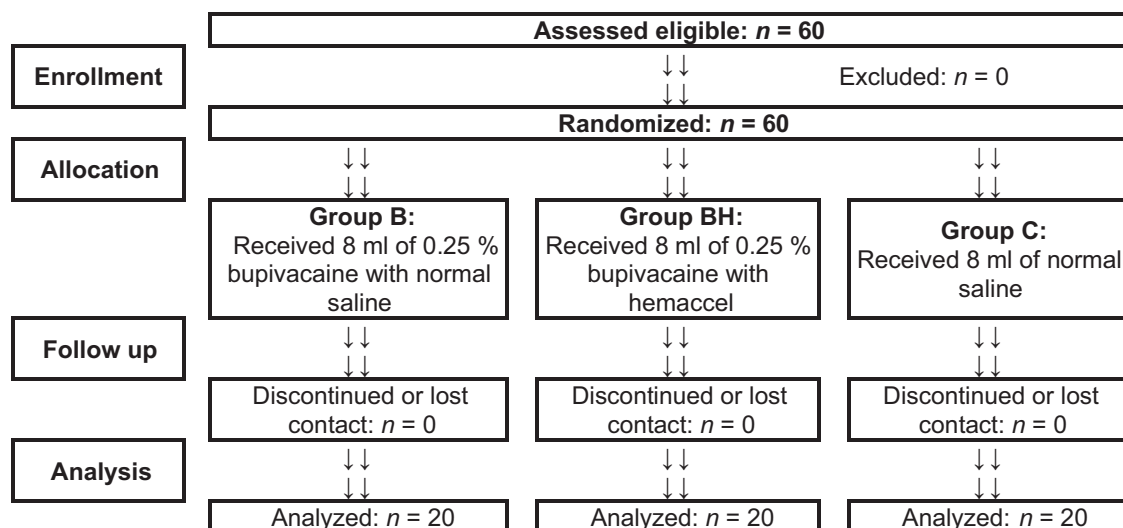 Assessed eligible: n = 60
Enrollment
↓↓ Excluded: n = 0
↓↓
Randomized: n = 60
Allocation
↓↓ ↓↓ ↓↓
↓↓ ↓↓ ↓↓
Group B:
Received 8 ml of 0.25 %
bupivacaine with normal
saline
Group BH:
Received 8 ml of 0.25 %
bupivacaine with
hemaccel
Group C:
Received 8 ml of normal
saline
Follow up
↓↓ ↓↓ ↓↓
↓↓ ↓↓ ↓↓
Discontinued or lost
contact: n = 0
Discontinued or lost
contact: n = 0
Discontinued or lost
contact: n = 0
Analysis
↓↓ ↓↓ ↓↓
↓↓ ↓↓ ↓↓
Analyzed: n = 20
Analyzed: n = 20
Analyzed: n = 20